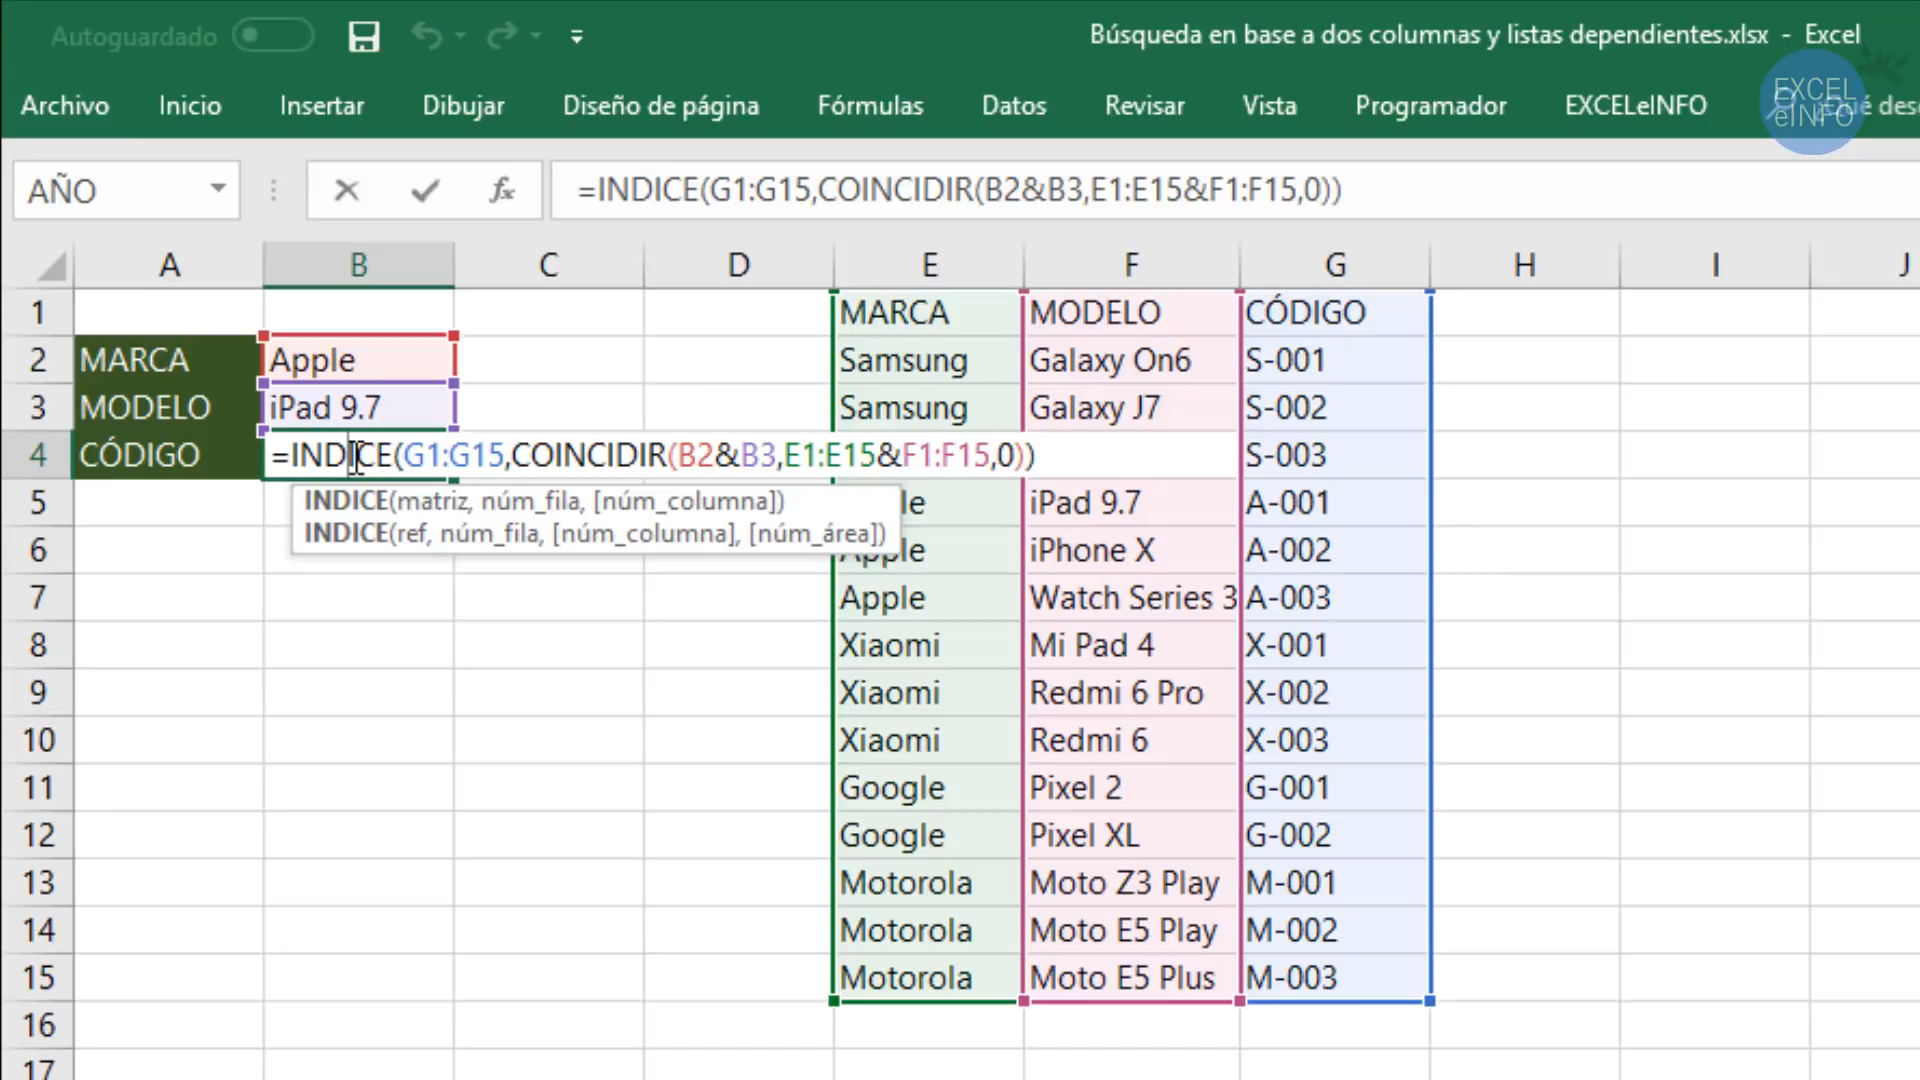 Autoguardado
Búsqueda en base a dos columnas y listas dependientes.xlsx - Excel
Archivo Inicio Insertar Dibujar Diseño de página Fórmulas Datos Revisar Vista Programador EXCELeINFO
EXCEL
eINFO
AÑO fx =INDICE(G1:G15,COINCIDIR(B2&B3,E1:E15&F1:F15,0))
A B C D E F G H I J
1 MARCA MODELO CÓDIGO
2 MARCA Apple Samsung Galaxy On6 S-001
3 MODELO iPad 9.7 Samsung Galaxy J7 S-002
4 CÓDIGO =INDICE(G1:G15,COINCIDIR(B2&B3,E1:E15&F1:F15,0)) S-003
INDICE(matriz, núm_fila, [núm_columna])
INDICE(ref, núm_fila, [núm_columna], [núm_área])
5 iPad 9.7 A-001
6 Apple iPhone X A-002
7 Apple Watch Series 3 A-003
8 Xiaomi Mi Pad 4 X-001
9 Xiaomi Redmi 6 Pro X-002
10 Xiaomi Redmi 6 X-003
11 Google Pixel 2 G-001
12 Google Pixel XL G-002
13 Motorola Moto Z3 Play M-001
14 Motorola Moto E5 Play M-002
15 Motorola Moto E5 Plus M-003
16
17